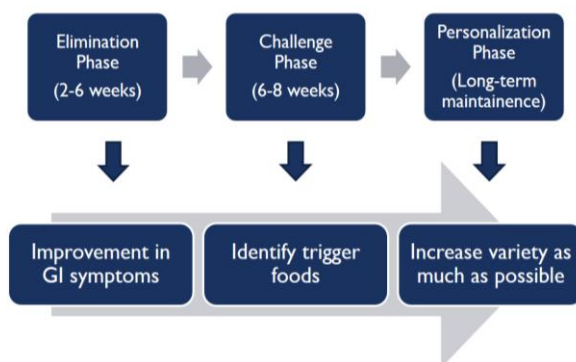 Elimination
Phase
(2-6 weeks)
Challenge
Phase
(6-8 weeks)
Personalization
Phase
(Long-term
maintainence)
Improvement in
GI symptoms
Identify trigger
foods
Increase variety as
much as possible